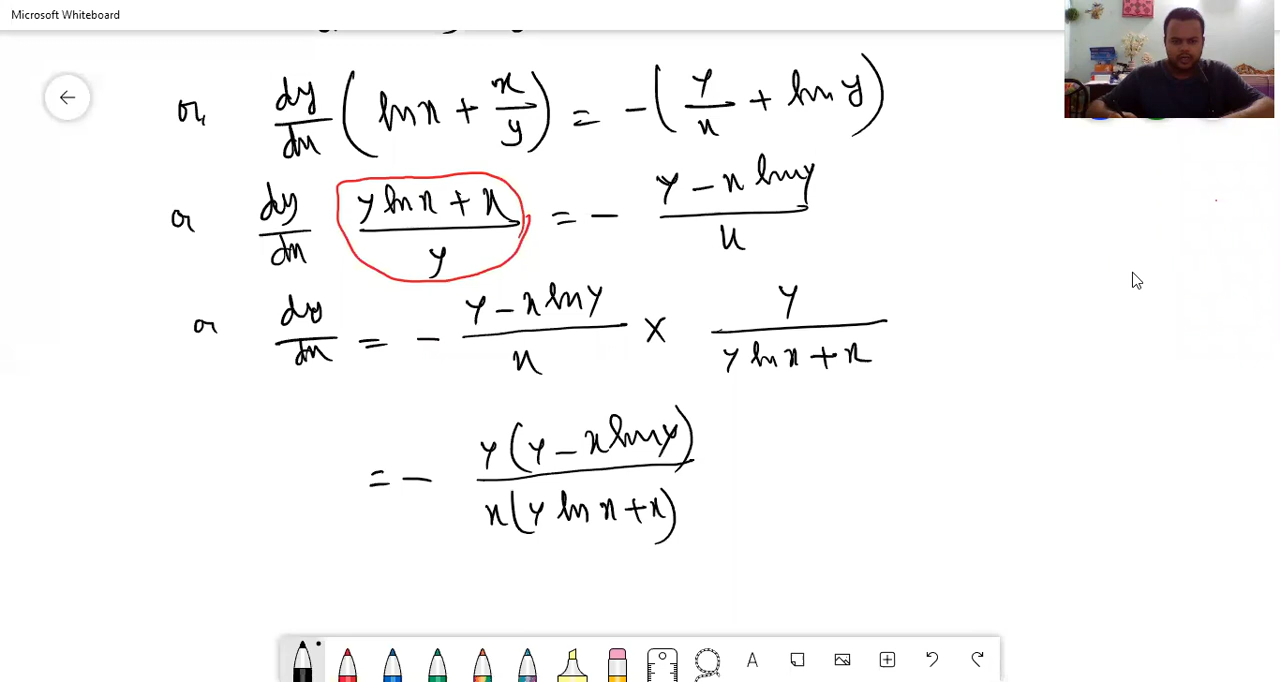 Microsoft Whiteboard
or, dy/dx ( ln x + x/y ) = - ( y/x + ln y )
or dy/dx (y ln x + x)/y = - (y - x ln y)/x
or dy/dx = - (y - x ln y)/x × y/(y ln x + x)
= - y(y - x ln y)/x(y ln x + x)
A